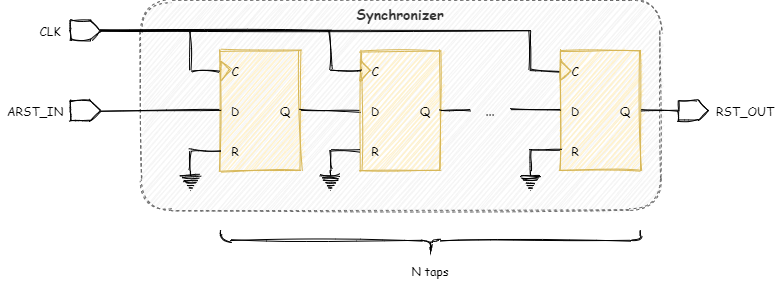 Synchronizer
CLK
C C C
ARST_IN D Q D Q ... D Q RST_OUT
R R R
N taps